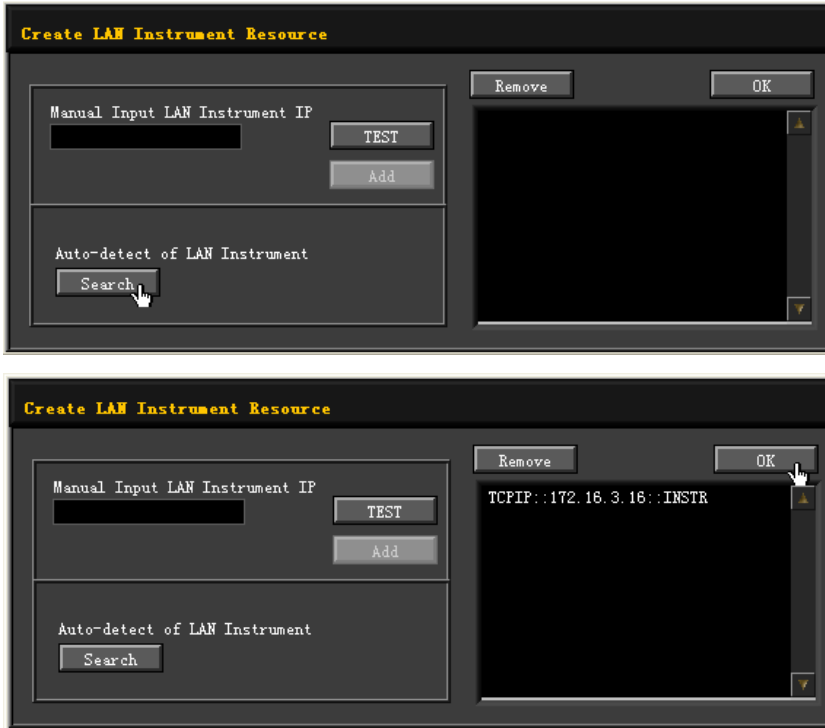 Create LAN Instrument Resource
Remove
OK
Manual Input LAN Instrument IP
TEST
Add
Auto-detect of LAN Instrument
Search
Create LAN Instrument Resource
Remove
OK
Manual Input LAN Instrument IP
TCPIP::172.16.3.16::INSTR
TEST
Add
Auto-detect of LAN Instrument
Search